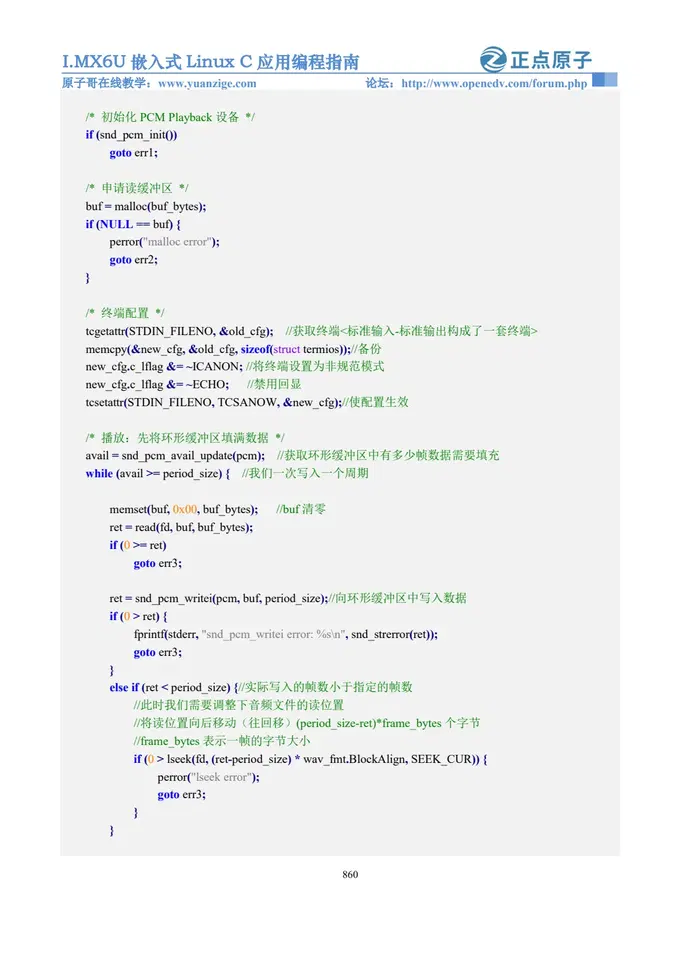 I.MX6U 嵌入式 Linux C 应用编程指南
正点原子
原子哥在线教学：www.yuanzige.com 论坛：http://www.openedv.com/forum.php
/* 初始化 PCM Playback 设备 */
if (snd_pcm_init())
goto err1;
/* 申请读缓冲区 */
buf = malloc(buf_bytes);
if (NULL == buf) {
perror("malloc error");
goto err2;
}
/* 终端配置 */
tcgetattr(STDIN_FILENO, &old_cfg); //获取终端<标准输入-标准输出构成了一套终端>
memcpy(&new_cfg, &old_cfg, sizeof(struct termios));//备份
new_cfg.c_lflag &= ~ICANON; //将终端设置为非规范模式
new_cfg.c_lflag &= ~ECHO; //禁用回显
tcsetattr(STDIN_FILENO, TCSANOW, &new_cfg);//使配置生效
/* 播放：先将环形缓冲区填满数据 */
avail = snd_pcm_avail_update(pcm); //获取环形缓冲区中有多少帧数据需要填充
while (avail >= period_size) { //我们一次写入一个周期
memset(buf, 0x00, buf_bytes); //buf 清零
ret = read(fd, buf, buf_bytes);
if (0 >= ret)
goto err3;
ret = snd_pcm_writei(pcm, buf, period_size);//向环形缓冲区中写入数据
if (0 > ret) {
fprintf(stderr, "snd_pcm_writei error: %s\n", snd_strerror(ret));
goto err3;
}
else if (ret < period_size) {//实际写入的帧数小于指定的帧数
//此时我们需要调整下音频文件的读位置
//将读位置向后移动（往回移）(period_size-ret)*frame_bytes 个字节
//frame_bytes 表示一帧的字节大小
if (0 > lseek(fd, (ret-period_size) * wav_fmt.BlockAlign, SEEK_CUR)) {
perror("lseek error");
goto err3;
}
}
860